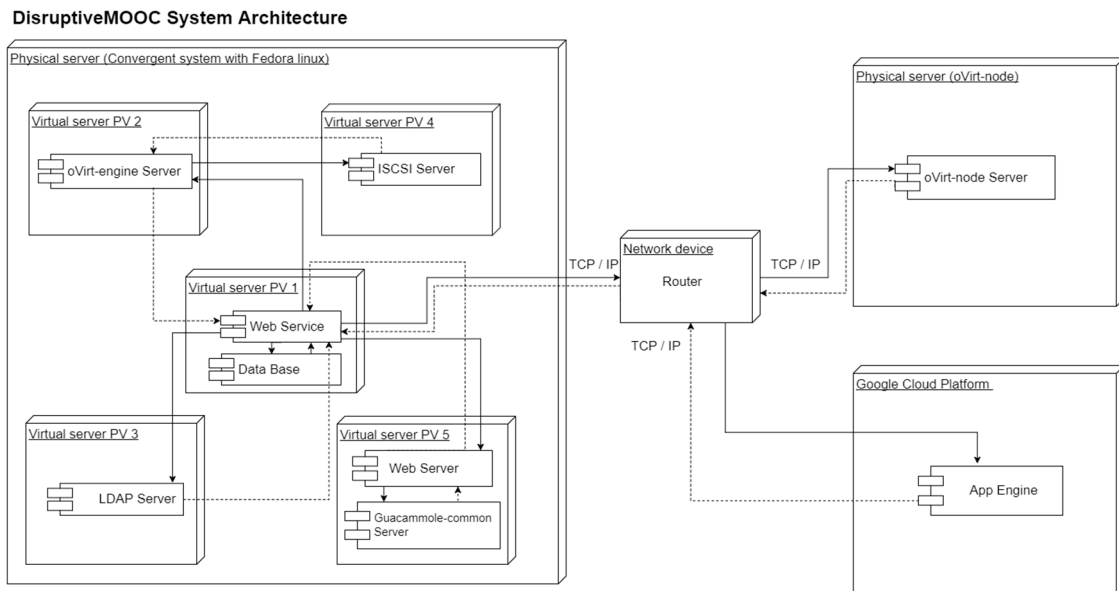 DisruptiveMOOC System Architecture
Physical server (Convergent system with Fedora linux)
Virtual server PV 2
oVirt-engine Server
Virtual server PV 4
ISCSI Server
Virtual server PV 1
Web Service
Data Base
Virtual server PV 3
LDAP Server
Virtual server PV 5
Web Server
Guacammole-common
Server
TCP / IP
Network device
Router
TCP / IP
TCP / IP
Physical server (oVirt-node)
oVirt-node Server
Google Cloud Platform
App Engine